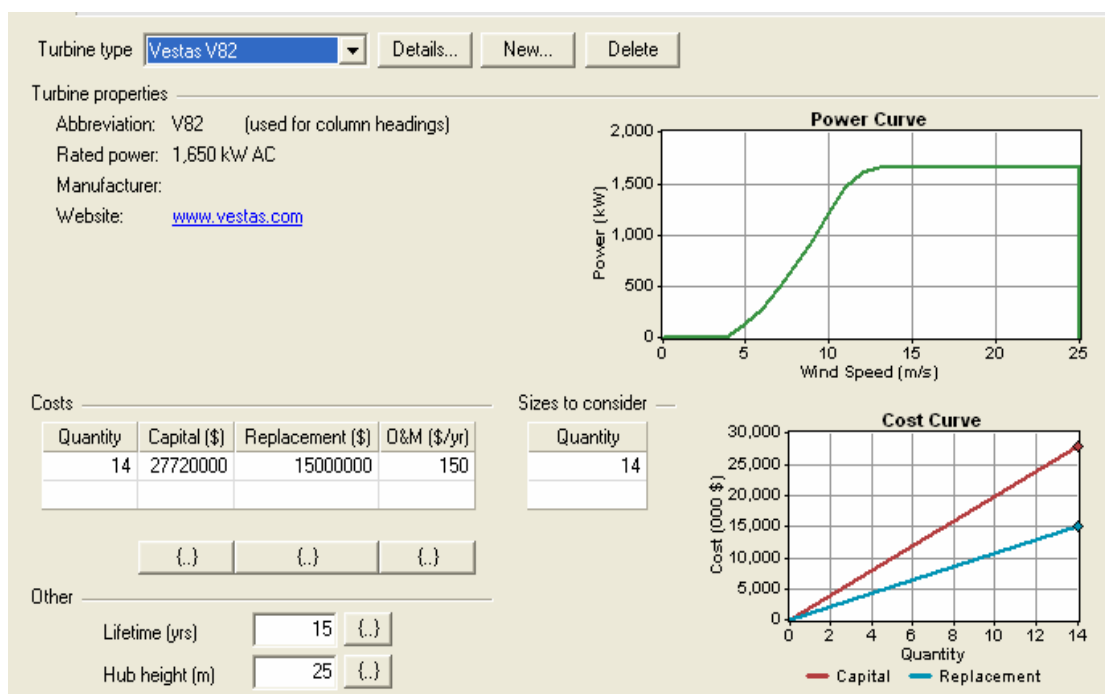 Turbine type Vestas V82 Details... New... Delete
Turbine properties
Abbreviation: V82 (used for column headings)
Rated power: 1,650 kW AC
Manufacturer:
Website: www.vestas.com
Power Curve
2,000
1,500
1,000
500
0
Power (kW)
0 5 10 15 20 25
Wind Speed (m/s)
Costs
Quantity Capital ($) Replacement ($) O&M ($/yr)
14 27720000 15000000 150
{..} {..} {..}
Sizes to consider
Quantity
14
Cost Curve
30,000
25,000
20,000
15,000
10,000
5,000
0
Cost (000 $)
0 2 4 6 8 10 12 14
Quantity
Capital Replacement
Other
Lifetime (yrs) 15 {..}
Hub height (m) 25 {..}